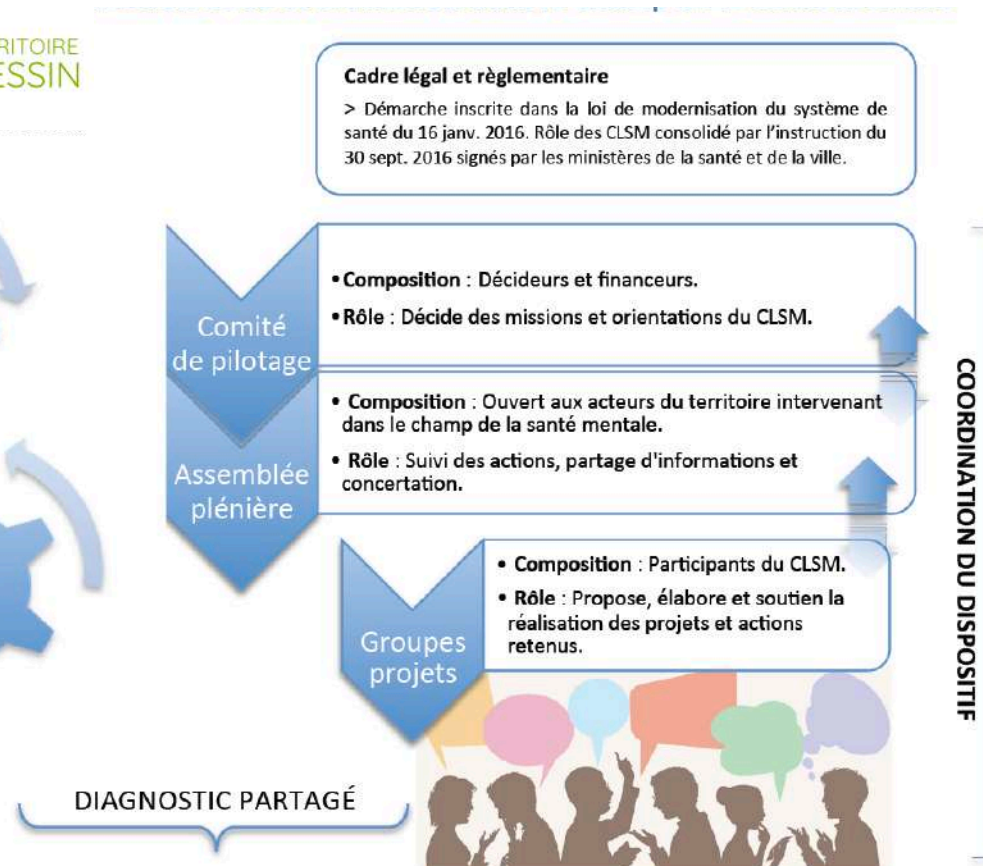 Cadre légal et règlementaire
> Démarche inscrite dans la loi de modernisation du système de
santé du 16 janv. 2016. Rôle des CLSM consolidé par l'instruction du
30 sept. 2016 signés par les ministères de la santé et de la ville.
Comité
de pilotage
• Composition : Décideurs et financeurs.
• Rôle : Décide des missions et orientations du CLSM.
Assemblée
plénière
• Composition : Ouvert aux acteurs du territoire intervenant
dans le champ de la santé mentale.
• Rôle : Suivi des actions, partage d'informations et
concertation.
Groupes
projets
• Composition : Participants du CLSM.
• Rôle : Propose, élabore et soutien la
réalisation des projets et actions
retenus.
COORDINATION DU DISPOSITIF
DIAGNOSTIC PARTAGÉ